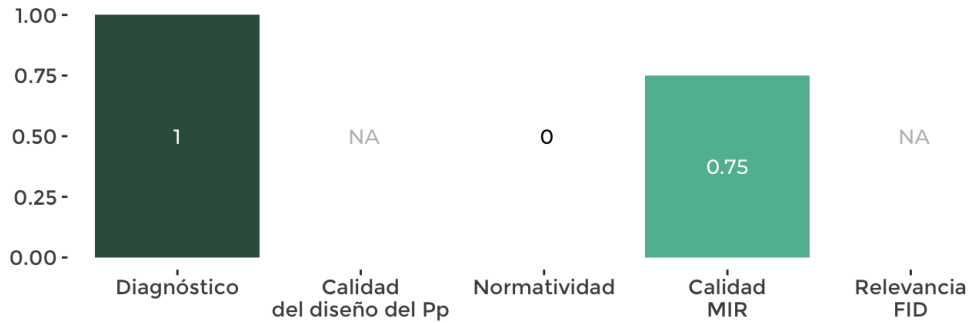 1.00
0.75
0.50
0.25
0.00
1
NA
0
0.75
NA
Diagnóstico
Calidad
del diseño del Pp
Normatividad
Calidad
MIR
Relevancia
FID